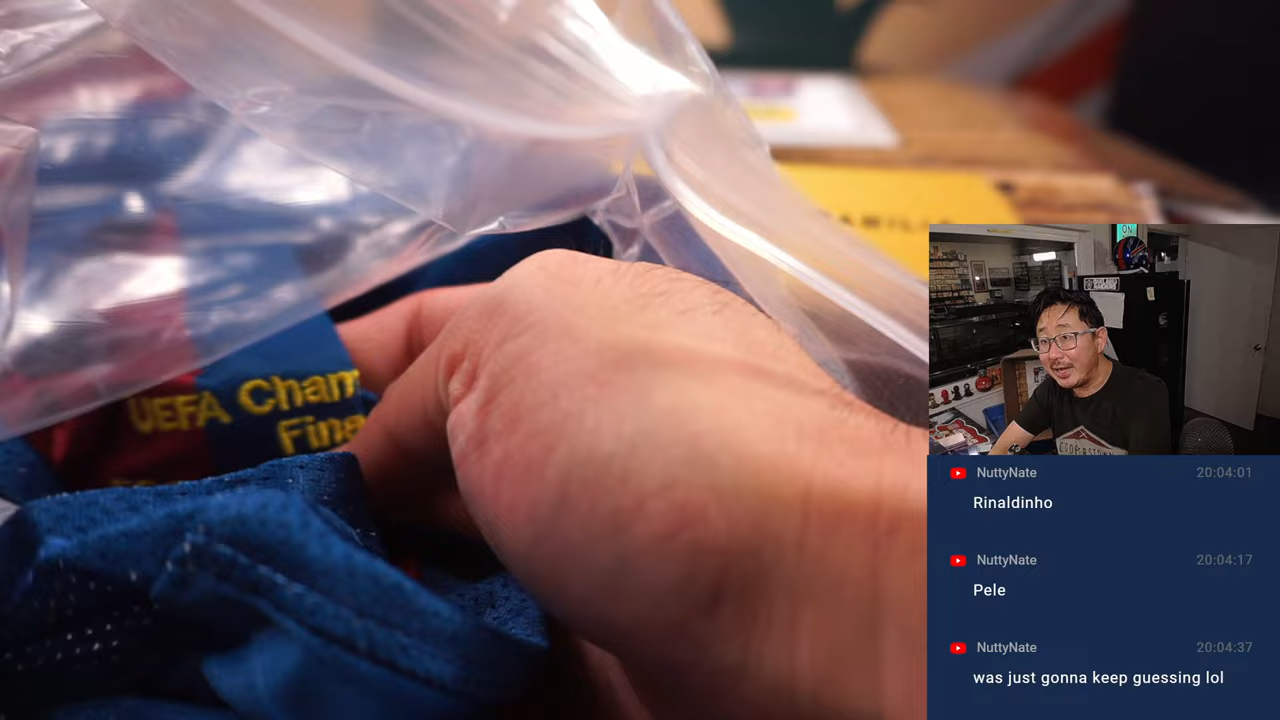 UEFA Cham
Fina
ON
NuttyNate 20:04:01
Rinaldinho
NuttyNate 20:04:17
Pele
NuttyNate 20:04:37
was just gonna keep guessing lol